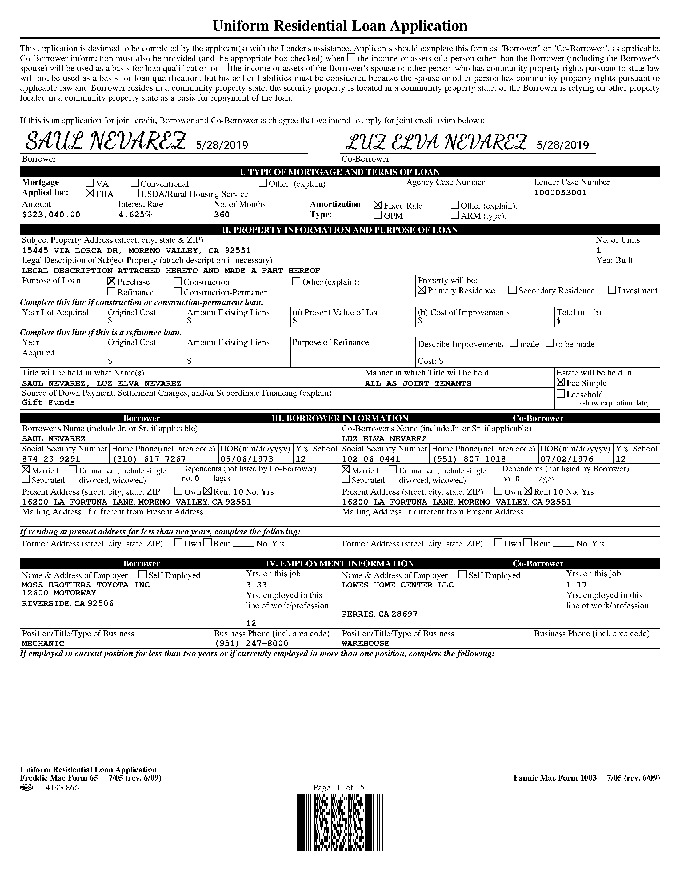 Uniform Residential Loan Application
This application is designed to be completed by the applicant(s) with the Lender's assistance. Applicants should complete this form as "Borrower" or "Co-Borrower", as applicable.
Co-Borrower information must also be provided (and the appropriate box checked) when the income or assets of a person other than the Borrower (including the Borrower's
spouse) will be used as a basis for loan qualification or the income or assets of the Borrower's spouse or other person who has community property rights pursuant to state law
will not be used as a basis for loan qualification, but his or her liabilities must be considered because the spouse or other person has community property rights pursuant to
applicable law and Borrower resides in a community property state, the security property is located in a community property state, or the Borrower is relying on other property
located in a community property state as a basis for repayment of the loan.
If this is an application for joint credit, Borrower and Co-Borrower each agree that we intend to apply for joint credit (sign below):
SAUL NEVAREZ 5/28/2019 LUZ ELVA NEVAREZ 5/28/2019
Borrower Co-Borrower
I. TYPE OF MORTGAGE AND TERMS OF LOAN
Mortgage VA Conventional Other (explain) Agency Case Number Lender Case Number
Applied for: FHA USDA/Rural Housing Service 1000053001
Amount Interest Rate No. of Months Amortization Fixed Rate Other (explain):
$323,040.00 4.625% 360 Type: GPM ARM (type):
II. PROPERTY INFORMATION AND PURPOSE OF LOAN
Subject Property Address (street, city, state & ZIP) No. of Units
15445 VIA LORCA DR, MORENO VALLEY, CA 92551 1
Legal Description of Subject Property (attach description if necessary) Year Built
LEGAL DESCRIPTION ATTACHED HERETO AND MADE A PART HEREOF
Purpose of Loan Purchase Construction Other (explain): Property will be:
Refinance Construction-Permanent Primary Residence Secondary Residence Investment
Complete this line if construction or construction-permanent loan.
Year Lot Acquired Original Cost Amount Existing Liens (a) Present Value of Lot (b) Cost of Improvements Total
$ $ $ $ $
Complete this line if this is a refinance loan.
Year Original Cost Amount Existing Liens Purpose of Refinance Describe Improvements made to be made
Acquired
$ $ Cost: $
Title will be held in what Name(s) Manner in which Title will be held Estate will be held in
SAUL NEVAREZ, LUZ ELVA NEVAREZ ALL AS JOINT TENANTS Fee Simple
Source of Down Payment, Settlement Charges, and/or Subordinate Financing (explain) Leasehold
Gift Funds (show expiration date)
Borrower III. BORROWER INFORMATION Co-Borrower
Borrower's Name (include Jr. or Sr. if applicable) Co-Borrower's Name (include Jr. or Sr. if applicable)
SAUL NEVAREZ LUZ ELVA NEVAREZ
Social Security Number Home Phone (incl. area code) DOB (mm/dd/yyyy) Yrs. School Social Security Number Home Phone (incl. area code) DOB (mm/dd/yyyy) Yrs. School
(310) 617-7267 12 (951) 807-1018 07/02/1976 12
Married Unmarried (include single, Dependents (not listed by Co-Borrower) Married Unmarried (include single, Dependents (not listed by Borrower)
Separated divorced, widowed) no. 0 ages Separated divorced, widowed) no. 0 ages
Present Address (street, city, state, ZIP) Own Rent 10 No. Yrs. Present Address (street, city, state, ZIP) Own Rent 10 No. Yrs.
16200 LA FORTUNA LANE, MORENO VALLEY, CA 92551 16200 LA FORTUNA LANE, MORENO VALLEY, CA 92551
Mailing Address, if different from Present Address Mailing Address, if different from Present Address
If residing at present address for less than two years, complete the following:
Former Address (street, city, state, ZIP) Own Rent No. Yrs. Former Address (street, city, state, ZIP) Own Rent No. Yrs.
Borrower IV. EMPLOYMENT INFORMATION Co-Borrower
Name & Address of Employer Self Employed Yrs. on this job Name & Address of Employer Self Employed Yrs. on this job
MOSS BROTHERS TOYOTA INC 3.33 LOWES HOME CENTER LLC 1.17
12600 MOTORWAY Yrs. employed in this Yrs. employed in this
RIVERSIDE, CA 92506 line of work/profession line of work/profession
PERRIS, CA 28697
12
Position/Title/Type of Business Business Phone (incl. area code) Position/Title/Type of Business Business Phone (incl. area code)
MECHANIC (951) 247-8000 WAREHOUSE
If employed in current position for less than two years or if currently employed in more than one position, complete the following:
Uniform Residential Loan Application
Freddie Mac Form 65 7/05 (rev. 6/09) Fannie Mae Form 1003 7/05 (rev. 6/09)
Page 1 of 5